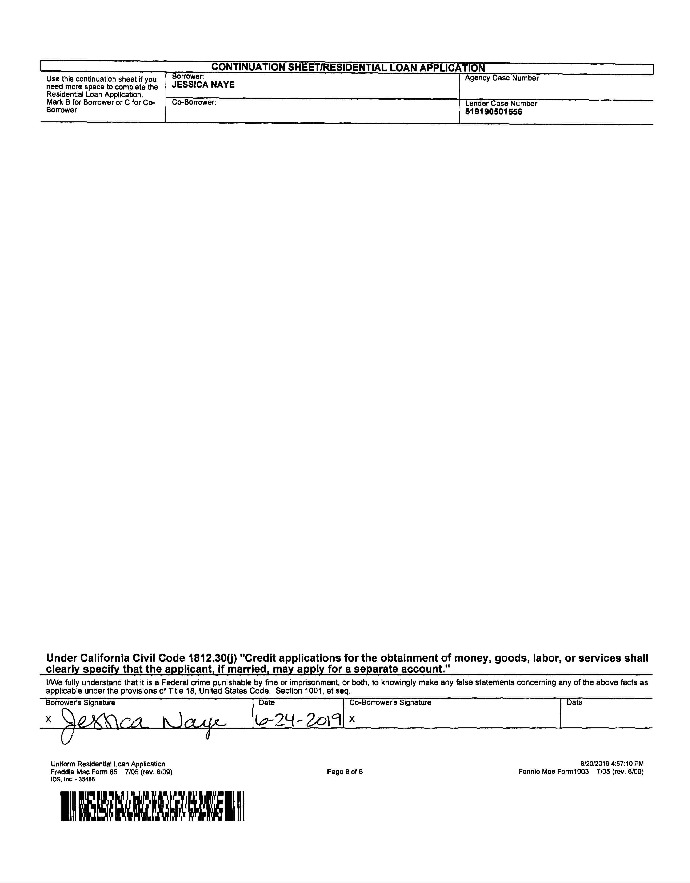 CONTINUATION SHEET/RESIDENTIAL LOAN APPLICATION
Use this continuation sheet if you need more space to complete the Residential Loan Application. Mark B for Borrower or C for Co-Borrower
Borrower:
JESSICA NAYE
Agency Case Number
Co-Borrower:
Lender Case Number
Under California Civil Code 1812.30(j) "Credit applications for the obtainment of money, goods, labor, or services shall
clearly specify that the applicant, if married, may apply for a separate account."
I/We fully understand that it is a Federal crime punishable by fine or imprisonment, or both, to knowingly make any false statements concerning any of the above facts as
applicable under the provisions of Title 18, United States Code, Section 1001, et seq.
Borrower's Signature
Date
Co-Borrower's Signature
Date
X Jessica Naye
6-24-2019
X
Uniform Residential Loan Application
Freddie Mac Form 65 7/05 (rev. 6/09)
Page 6 of 6
4:57:10 PM
Fannie Mae Form 1003 7/05 (rev. 6/09)